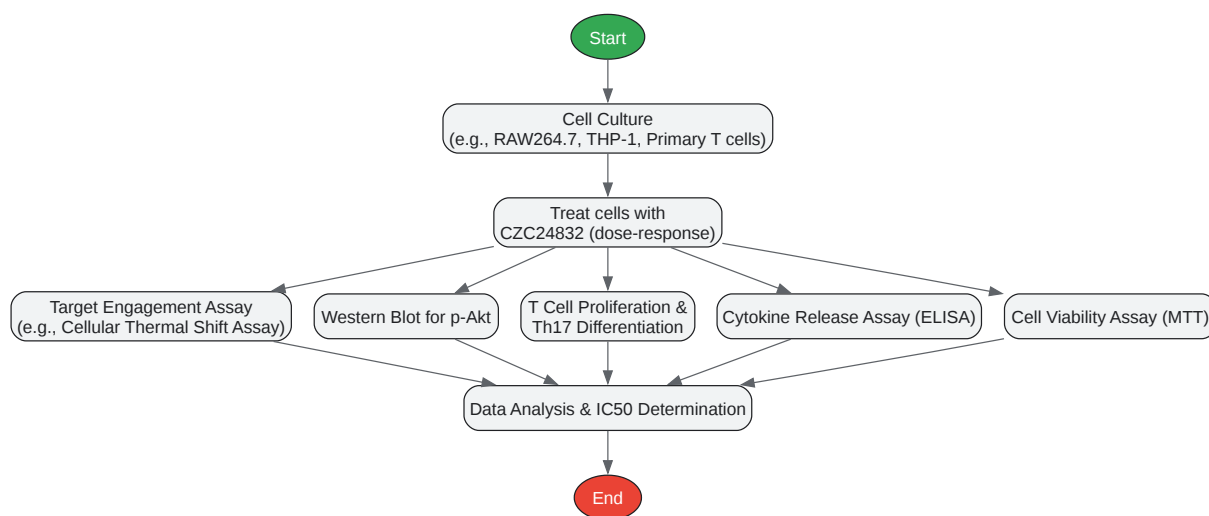 Start
Cell Culture
(e.g., RAW264.7, THP-1, Primary T cells)
Treat cells with
CZC24832 (dose-response)
Target Engagement Assay
(e.g., Cellular Thermal Shift Assay)
Western Blot for p-Akt
T Cell Proliferation &
Th17 Differentiation
Cytokine Release Assay (ELISA)
Cell Viability Assay (MTT)
Data Analysis & IC50 Determination
End